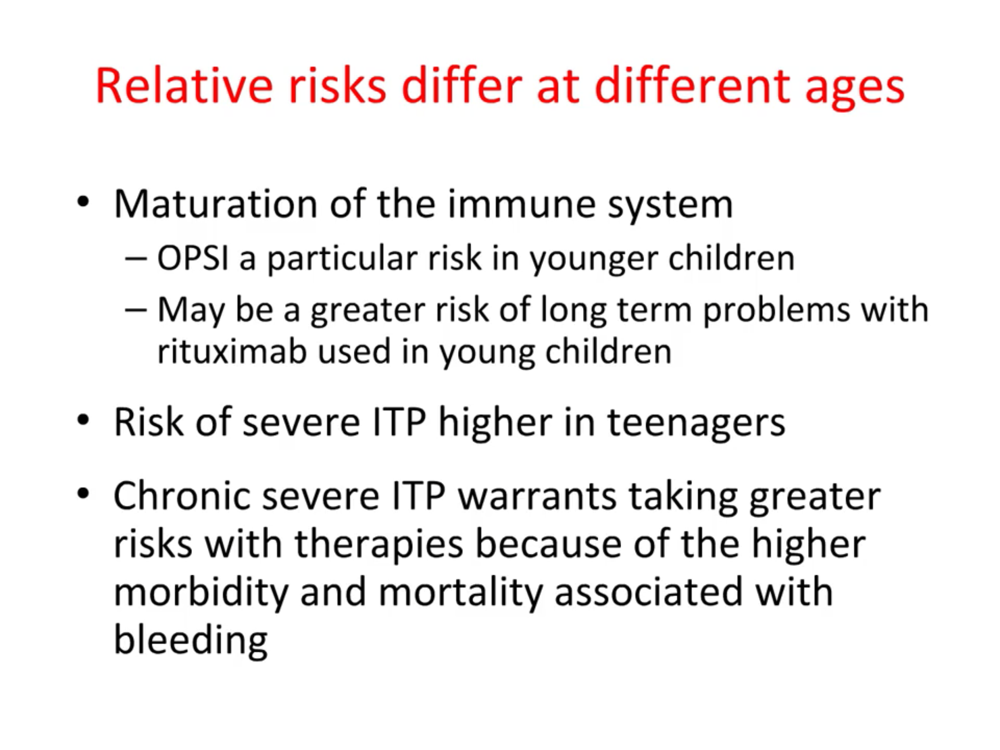 Relative risks differ at different ages
• Maturation of the immune system
– OPSI a particular risk in younger children
– May be a greater risk of long term problems with
rituximab used in young children
• Risk of severe ITP higher in teenagers
• Chronic severe ITP warrants taking greater
risks with therapies because of the higher
morbidity and mortality associated with
bleeding